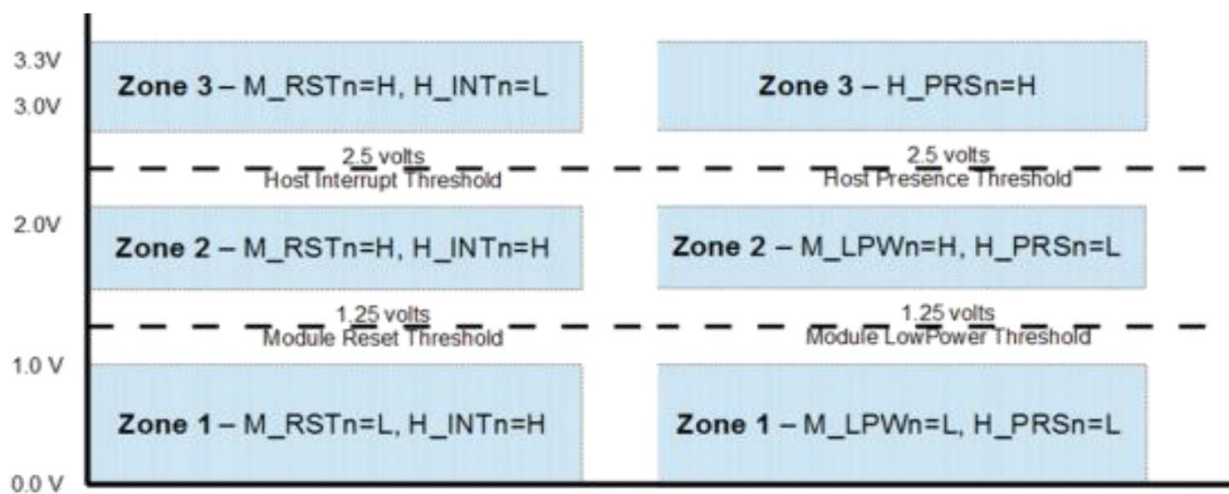 3.3V
Zone 3 – M_RSTn=H, H_INTn=L
Zone 3 – H_PRSn=H
3.0V
2.5 volts
2.5 volts
Host Interrupt Threshold
Host Presence Threshold
2.0V
Zone 2 – M_RSTn=H, H_INTn=H
Zone 2 – M_LPWn=H, H_PRSn=L
1.25 volts
1.25 volts
Module Reset Threshold
Module LowPower Threshold
1.0 V
Zone 1 – M_RSTn=L, H_INTn=H
Zone 1 – M_LPWn=L, H_PRSn=L
0.0 V